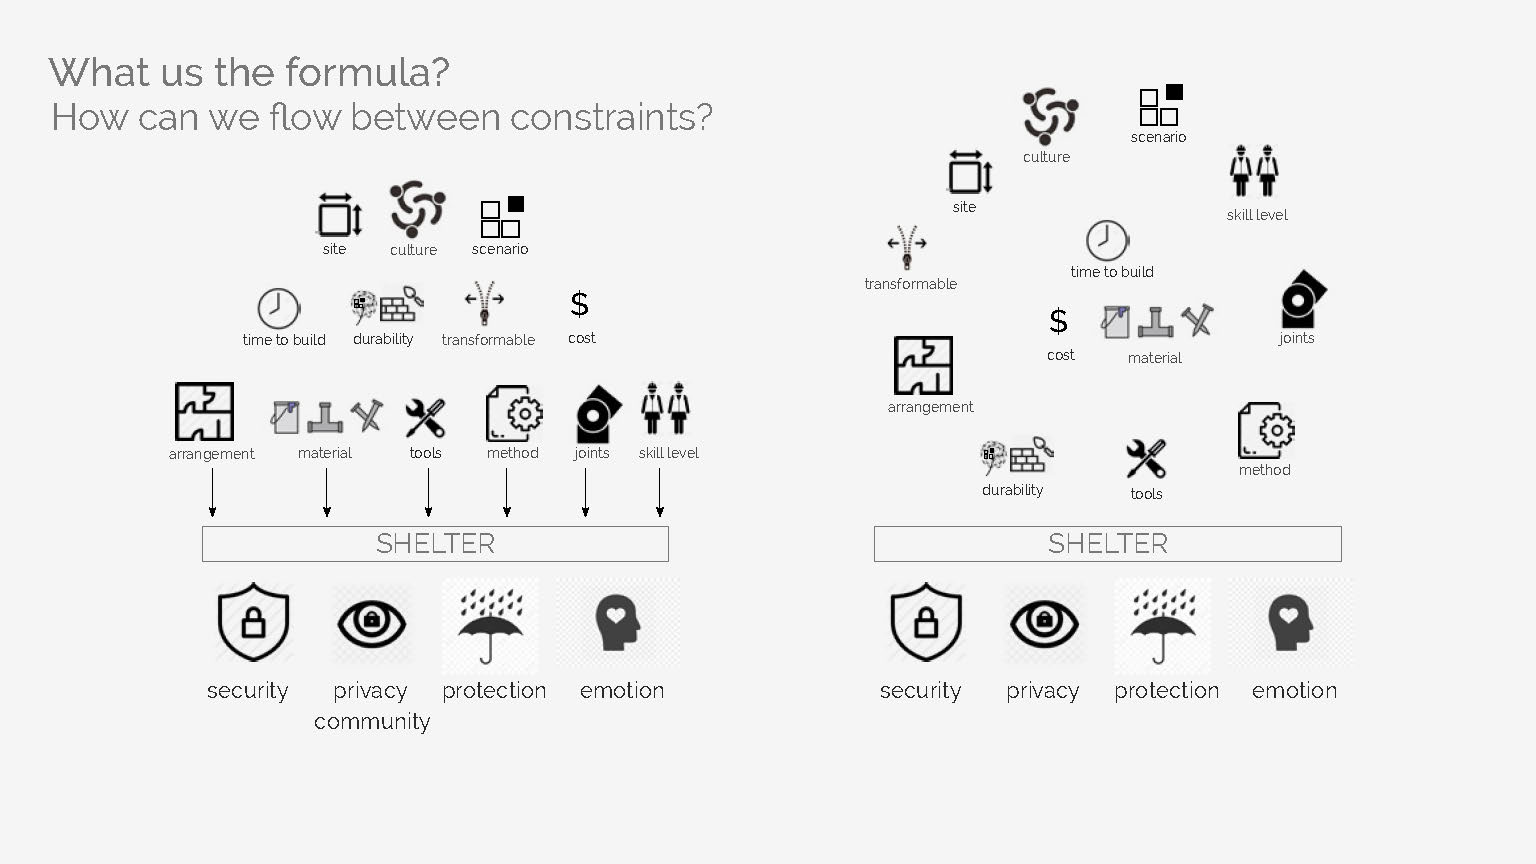 What us the formula?
How can we flow between constraints?
site culture scenario
time to build durability transformable cost
$
arrangement material tools method joints skill level
SHELTER
security privacy protection emotion
community
scenario
culture
site
skill level
transformable
time to build
$
joints
cost
material
arrangement
method
durability
tools
SHELTER
security privacy protection emotion